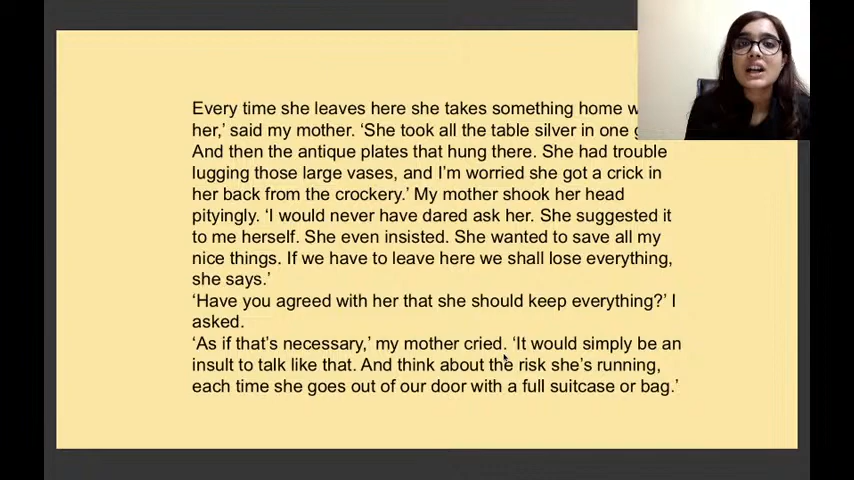 Every time she leaves here she takes something home
her,’ said my mother. ‘She took all the table silver in one
And then the antique plates that hung there. She had trouble
lugging those large vases, and I’m worried she got a crick in
her back from the crockery.’ My mother shook her head
pityingly. ‘I would never have dared ask her. She suggested it
to me herself. She even insisted. She wanted to save all my
nice things. If we have to leave here we shall lose everything,
she says.’
‘Have you agreed with her that she should keep everything?’ I
asked.
‘As if that’s necessary,’ my mother cried. ‘It would simply be an
insult to talk like that. And think about the risk she’s running,
each time she goes out of our door with a full suitcase or bag.’